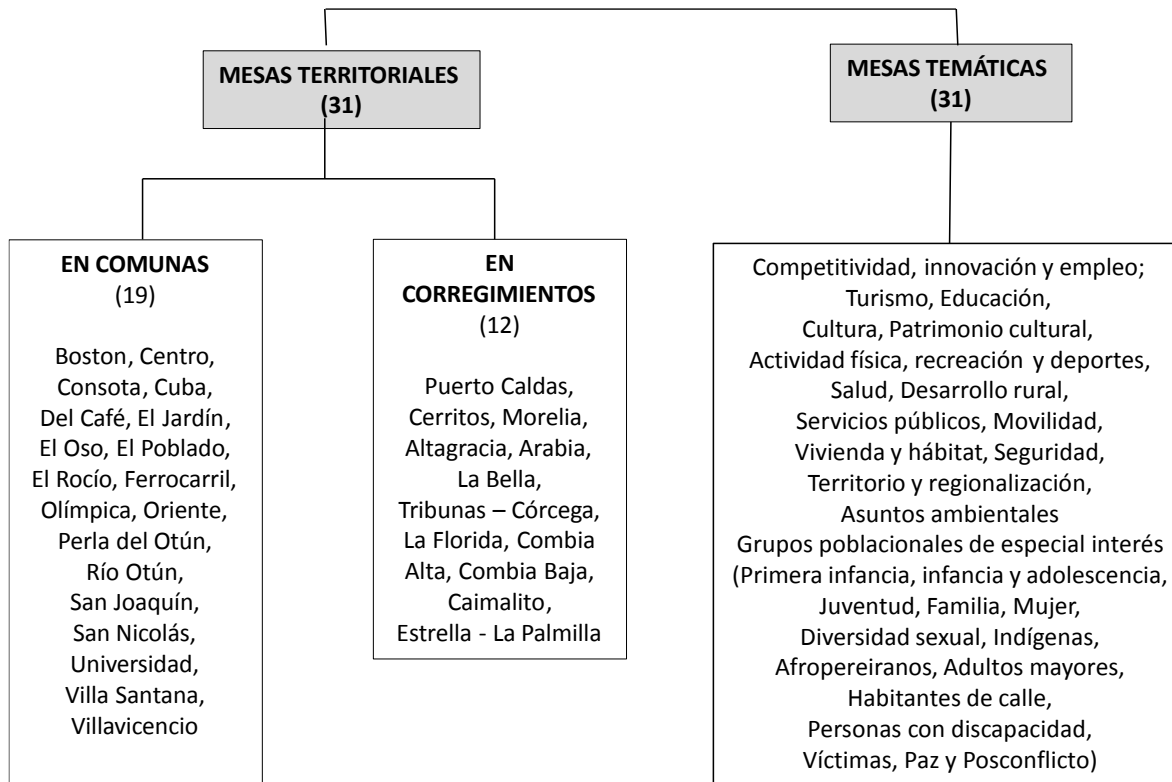 MESAS TERRITORIALES
(31)
MESAS TEMÁTICAS
(31)
EN COMUNAS
(19)
Boston, Centro,
Consota, Cuba,
Del Café, El Jardín,
El Oso, El Poblado,
El Rocío, Ferrocarril,
Olímpica, Oriente,
Perla del Otún,
Río Otún,
San Joaquín,
San Nicolás,
Universidad,
Villa Santana,
Villavicencio
EN
CORREGIMIENTOS
(12)
Puerto Caldas,
Cerritos, Morelia,
Altagracia, Arabia,
La Bella,
Tribunas – Córcega,
La Florida, Combia
Alta, Combia Baja,
Caimalito,
Estrella - La Palmilla
Competitividad, innovación y empleo;
Turismo, Educación,
Cultura, Patrimonio cultural,
Actividad física, recreación y deportes,
Salud, Desarrollo rural,
Servicios públicos, Movilidad,
Vivienda y hábitat, Seguridad,
Territorio y regionalización,
Asuntos ambientales
Grupos poblacionales de especial interés
(Primera infancia, infancia y adolescencia,
Juventud, Familia, Mujer,
Diversidad sexual, Indígenas,
Afropereiranos, Adultos mayores,
Habitantes de calle,
Personas con discapacidad,
Víctimas, Paz y Posconflicto)